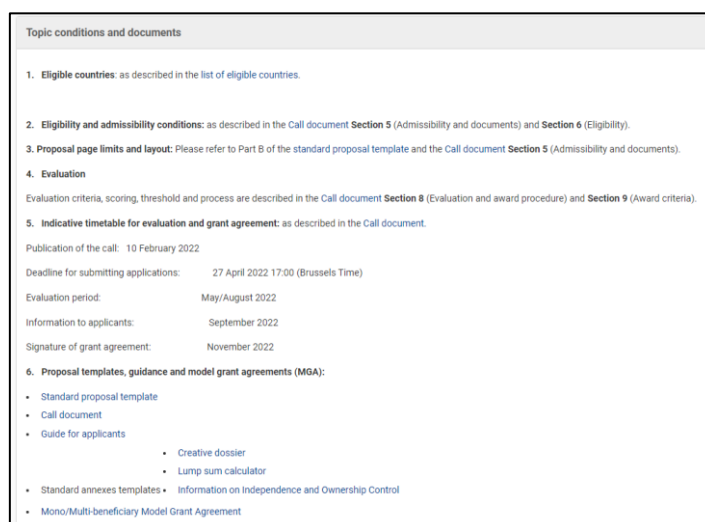 Topic conditions and documents
1. Eligible countries: as described in the list of eligible countries.
2. Eligibility and admissibility conditions: as described in the Call document Section 5 (Admissibility and documents) and Section 6 (Eligibility).
3. Proposal page limits and layout: Please refer to Part B of the standard proposal template and the Call document Section 5 (Admissibility and documents).
4. Evaluation
Evaluation criteria, scoring, threshold and process are described in the Call document Section 8 (Evaluation and award procedure) and Section 9 (Award criteria).
5. Indicative timetable for evaluation and grant agreement: as described in the Call document.
Publication of the call: 10 February 2022
Deadline for submitting applications: 27 April 2022 17:00 (Brussels Time)
Evaluation period: May/August 2022
Information to applicants: September 2022
Signature of grant agreement: November 2022
6. Proposal templates, guidance and model grant agreements (MGA):
• Standard proposal template
• Call document
• Guide for applicants
• Creative dossier
• Lump sum calculator
• Standard annexes templates • Information on Independence and Ownership Control
• Mono/Multi-beneficiary Model Grant Agreement